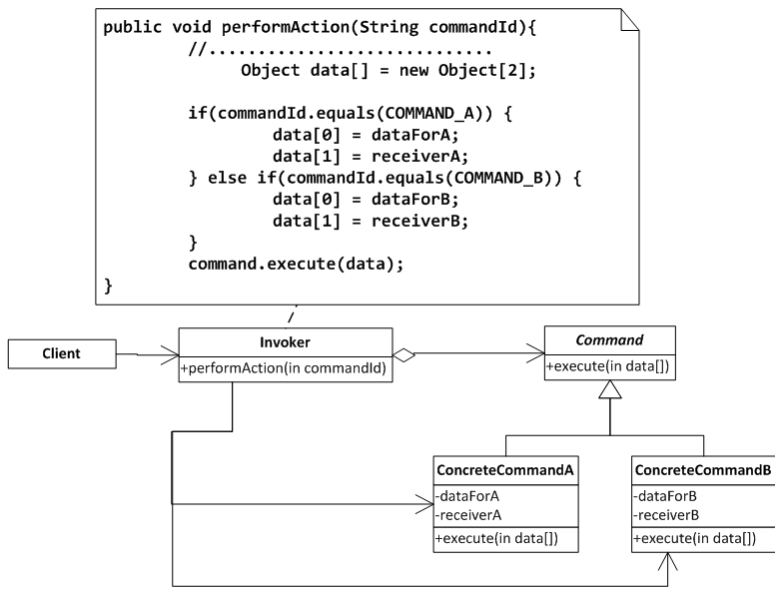 public void performAction(String commandId){
//.............................
Object data[] = new Object[2];
if(commandId.equals(COMMAND_A)) {
data[0] = dataForA;
data[1] = receiverA;
} else if(commandId.equals(COMMAND_B)) {
data[0] = dataForB;
data[1] = receiverB;
}
command.execute(data);
}
Client
Invoker
+performAction(in commandId)
Command
+execute(in data[])
ConcreteCommandA
-dataForA
-receiverA
+execute(in data[])
ConcreteCommandB
-dataForB
-receiverB
+execute(in data[])